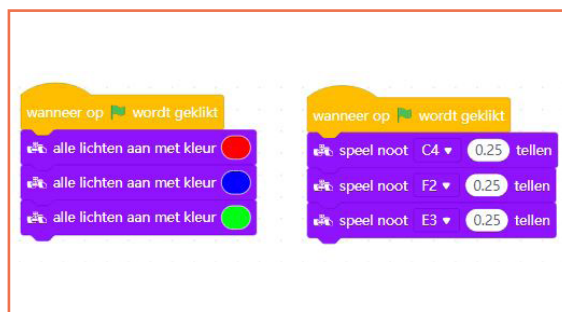 wanneer op wordt geklikt
alle lichten aan met kleur
alle lichten aan met kleur
alle lichten aan met kleur
wanneer op wordt geklikt
speel noot C4 0.25 tellen
speel noot F2 0.25 tellen
speel noot E3 0.25 tellen